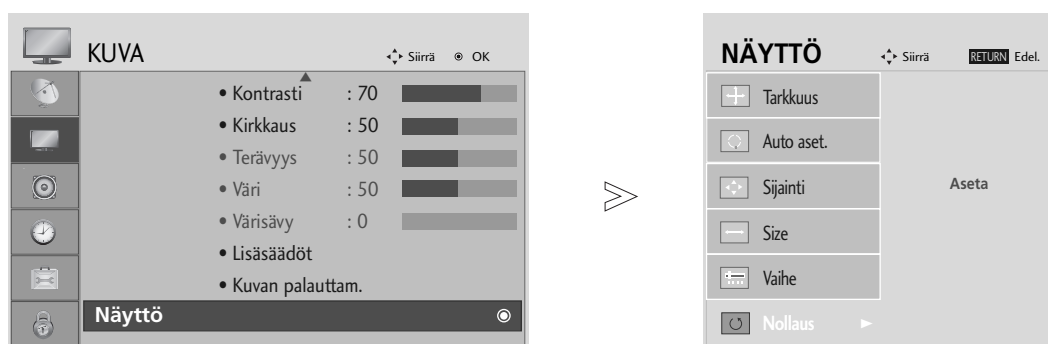 KUVA Siirrä OK
• Kontrasti : 70
• Kirkkaus : 50
• Terävyys : 50
• Väri : 50
• Värisävy : 0
• Lisäsäädöt
• Kuvan palauttam.
Näyttö
NÄYTTÖ Siirrä RETURN Edel.
Tarkkuus
Auto aset.
Sijainti
Aseta
Size
Vaihe
Nollaus